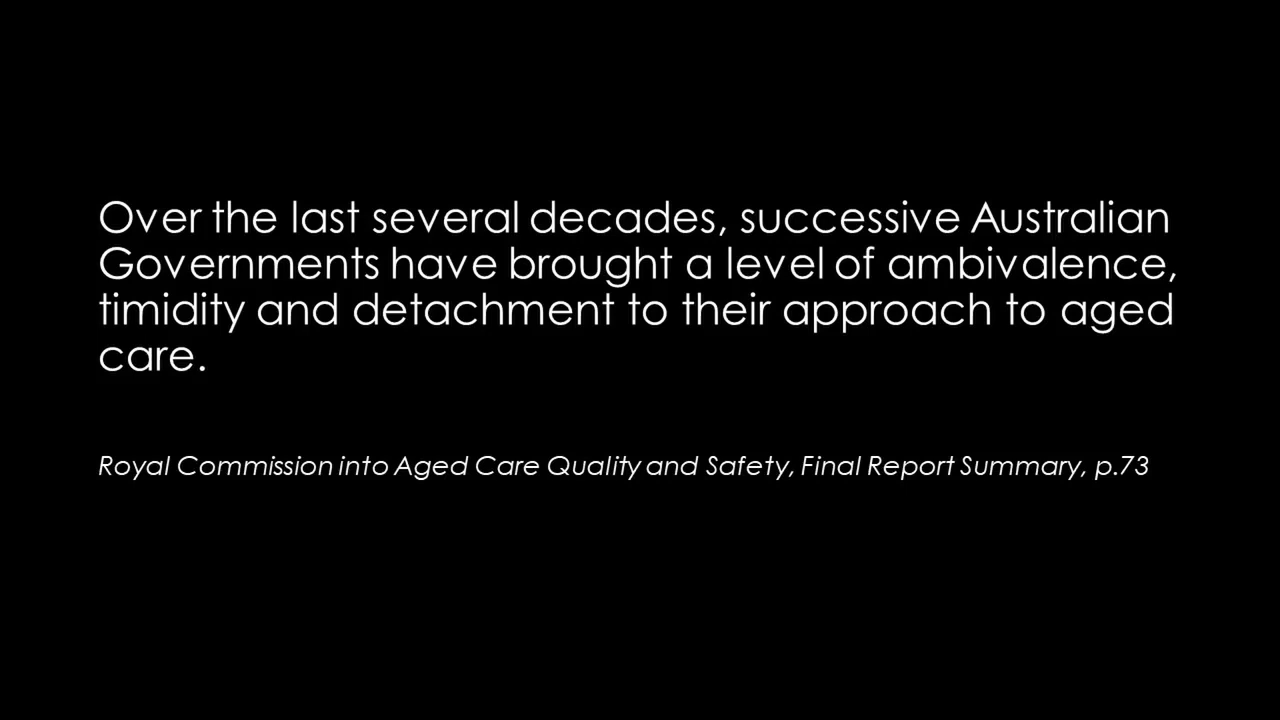 Over the last several decades, successive Australian
Governments have brought a level of ambivalence,
timidity and detachment to their approach to aged
care.
Royal Commission into Aged Care Quality and Safety, Final Report Summary, p.73